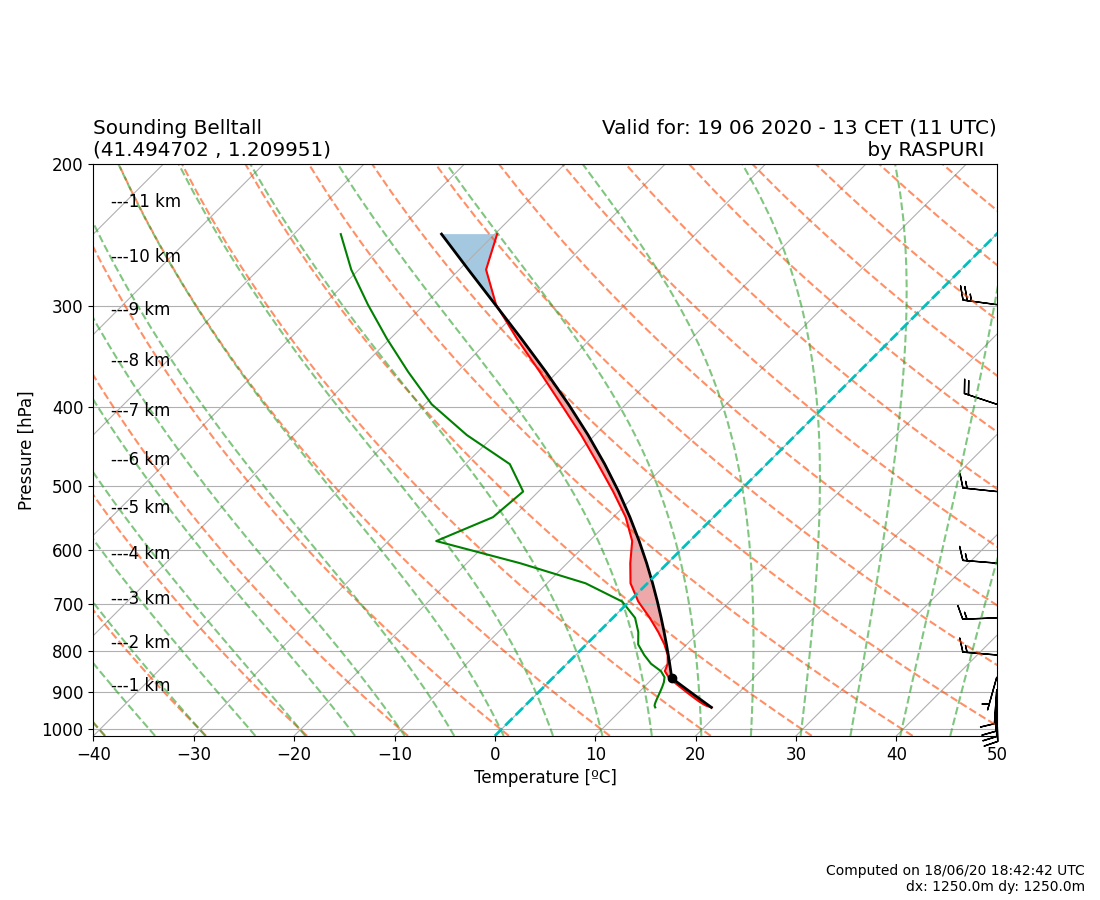 Sounding Belltall
(41.494702 , 1.209951)
Valid for: 19 06 2020 - 13 CET (11 UTC)
by RASPURI
200
---11 km
---10 km
300
---9 km
---8 km
400
---7 km
---6 km
500
---5 km
600
---4 km
700
---3 km
800
---2 km
900
---1 km
1000
Pressure [hPa]
−40 −30 −20 −10 0 10 20 30 40 50
Temperature [ºC]
Computed on 18/06/20 18:42:42 UTC
dx: 1250.0m dy: 1250.0m